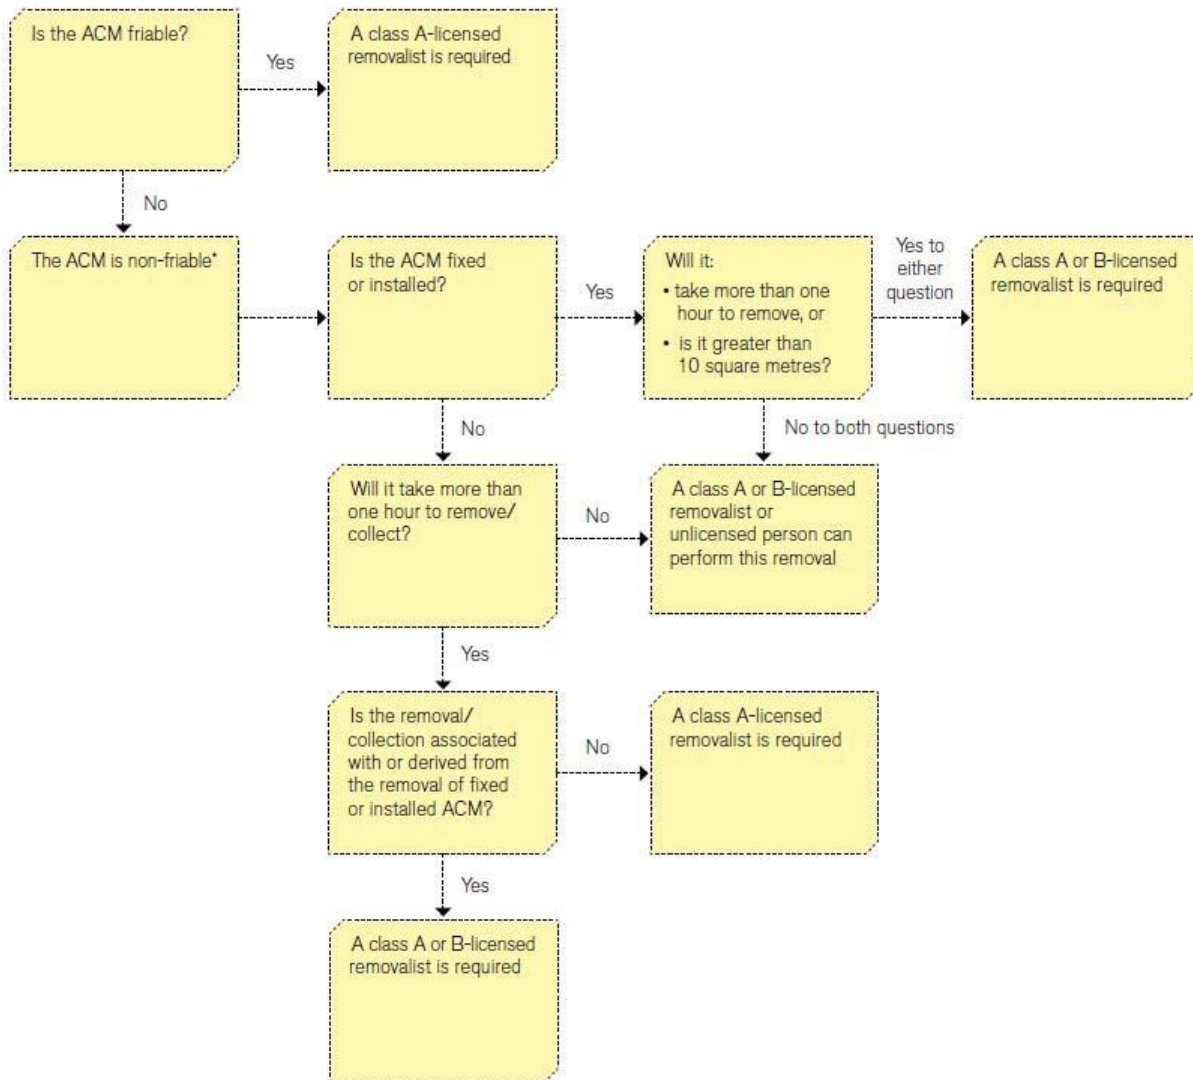 Is the ACM friable?
Yes
A class A-licensed
removalist is required
No
The ACM is non-friable*
Is the ACM fixed
or installed?
Yes
Will it:
• take more than one
hour to remove, or
• is it greater than
10 square metres?
Yes to
either
question
A class A or B-licensed
removalist is required
No
No to both questions
Will it take more than
one hour to remove/
collect?
No
A class A or B-licensed
removalist or
unlicensed person can
perform this removal
Yes
Is the removal/
collection associated
with or derived from
the removal of fixed
or installed ACM?
No
A class A-licensed
removalist is required
Yes
A class A or B-licensed
removalist is required